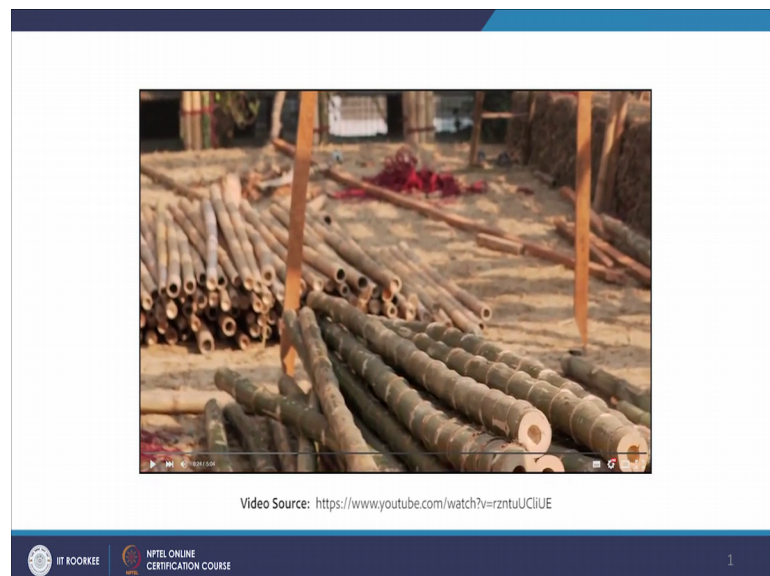 Video Source: https://www.youtube.com/watch?v=rzntuUCliUE
IIT ROORKEE
NPTEL ONLINE
CERTIFICATION COURSE
1